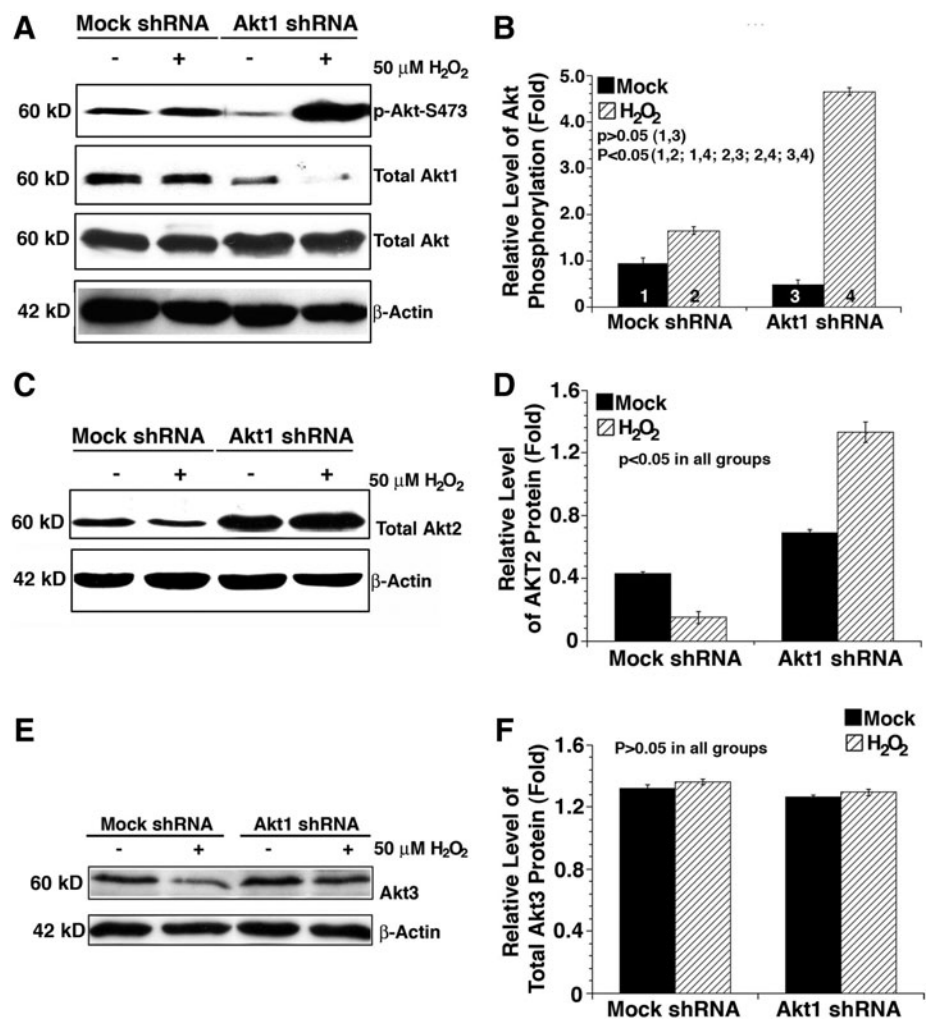 A
Mock shRNA Akt1 shRNA
- + - +
50 μM H₂O₂
60 kD p-Akt-S473
60 kD Total Akt1
60 kD Total Akt
42 kD β-Actin
B
...
Relative Level of Akt
Phosphorylation (Fold)
5.0
4.0
2.0
1.0
0
Mock
H₂O₂
p>0.05 (1,3)
P<0.05 (1,2; 1,4; 2,3; 2,4; 3,4)
1 2 3 4
Mock shRNA Akt1 shRNA
C
Mock shRNA Akt1 shRNA
- + - +
50 μM H₂O₂
60 kD Total Akt2
42 kD β-Actin
D
Relative Level
of AKT2 Protein (Fold)
1.6
1.2
0.8
0.4
0
Mock
H₂O₂
p<0.05 in all groups
Mock shRNA Akt1 shRNA
E
Mock shRNA Akt1 shRNA
- + - + 50 μM H₂O₂
60 kD Akt3
42 kD β-Actin
F
Relative Level of
Total Akt3 Protein (Fold)
1.6
1.2
0.8
0.4
0
Mock
H₂O₂
P>0.05 in all groups
Mock shRNA Akt1 shRNA